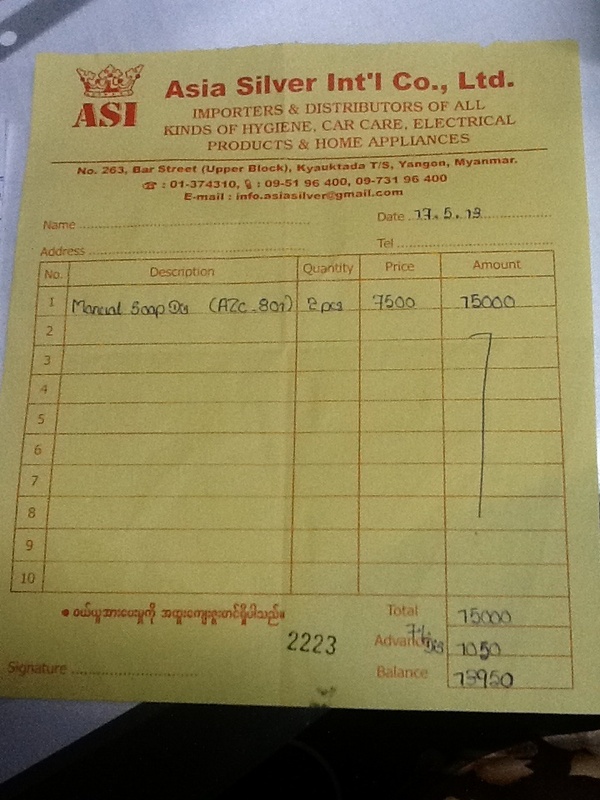 ASI
Asia Silver Int'l Co., Ltd.
IMPORTERS & DISTRIBUTORS OF ALL
KINDS OF HYGIENE, CAR CARE, ELECTRICAL
PRODUCTS & HOME APPLIANCES
No. 263, Bar Street (Upper Block), Kyauktada T/S, Yangon, Myanmar.
☎ : 01-374310, : 09-51 96 400, 09-731 96 400
E-mail : info.asiasilver@gmail.com
Name Date 17.5.13
Address Tel
No. Description Quantity Price Amount
1 Soap Dis 2 pcs 7500 15000
2
3
4
5
6
7
8
9
10
ဝယ်ယူအားပေးမှုကို အထူးကျေးဇူးတင်ရှိပါသည်။ Total 15000
2223 Advance 7% Dis 1050
Signature Balance 13950